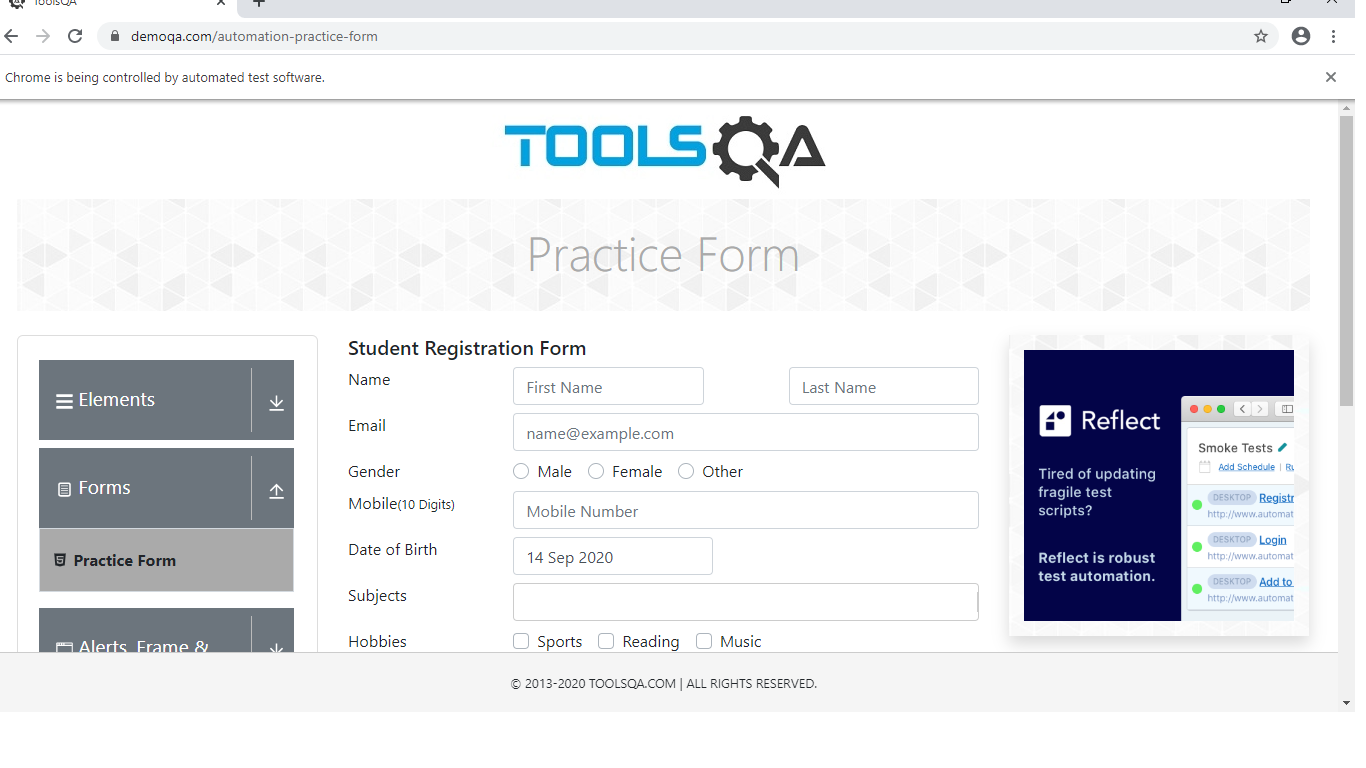 ToolsQA
demoqa.com/automation-practice-form
Chrome is being controlled by automated test software.
TOOLSQA
Practice Form
Elements
Forms
Practice Form
Alerts, Frame &
Student Registration Form
Name
First Name
Last Name
Email
name@example.com
Gender
Male
Female
Other
Mobile(10 Digits)
Mobile Number
Date of Birth
14 Sep 2020
Subjects
Hobbies
Sports
Reading
Music
Reflect
Tired of updating
fragile test
scripts?
Reflect is robust
test automation.
Smoke Tests
Add Schedule | Ru
DESKTOP Registr
http://www.automat
DESKTOP Login
http://www.automat
DESKTOP Add to
http://www.automat
© 2013-2020 TOOLSQA.COM | ALL RIGHTS RESERVED.